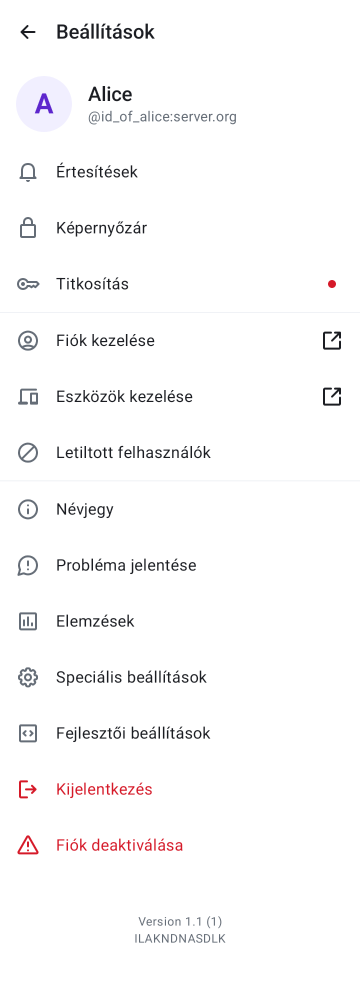 Beállítások
A
Alice
@id_of_alice:server.org
Értesítések
Képernyőzár
Titkosítás
Fiók kezelése
Eszközök kezelése
Letiltott felhasználók
Névjegy
Probléma jelentése
Elemzések
Speciális beállítások
Fejlesztői beállítások
Kijelentkezés
Fiók deaktiválása
Version 1.1 (1)
ILAKNDNASDLK